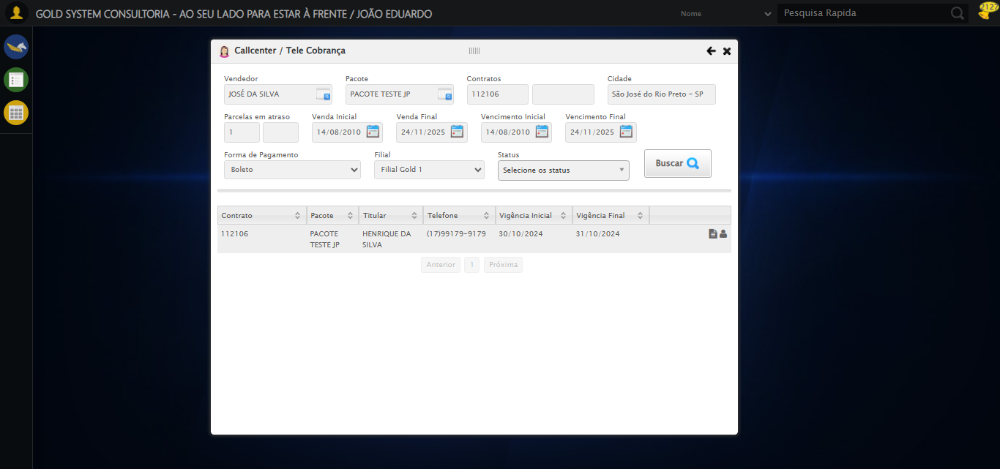 GOLD SYSTEM CONSULTORIA - AO SEU LADO PARA ESTAR À FRENTE / JOÃO EDUARDO
Nome
Pesquisa Rapida
2127
Callcenter / Tele Cobrança
Vendedor Pacote Contratos Cidade
JOSÉ DA SILVA PACOTE TESTE JP 112106 São José do Rio Preto - SP
Parcelas em atraso Venda Inicial Venda Final Vencimento Inicial Vencimento Final
1 14/08/2010 24/11/2025 14/08/2010 24/11/2025
Forma de Pagamento Filial Status
Boleto Filial Gold 1 Selecione os status Buscar
Contrato Pacote Titular Telefone Vigência Inicial Vigência Final
112106 PACOTE HENRIQUE DA (17)99179-9179 30/10/2024 31/10/2024
TESTE JP SILVA
Anterior 1 Próxima